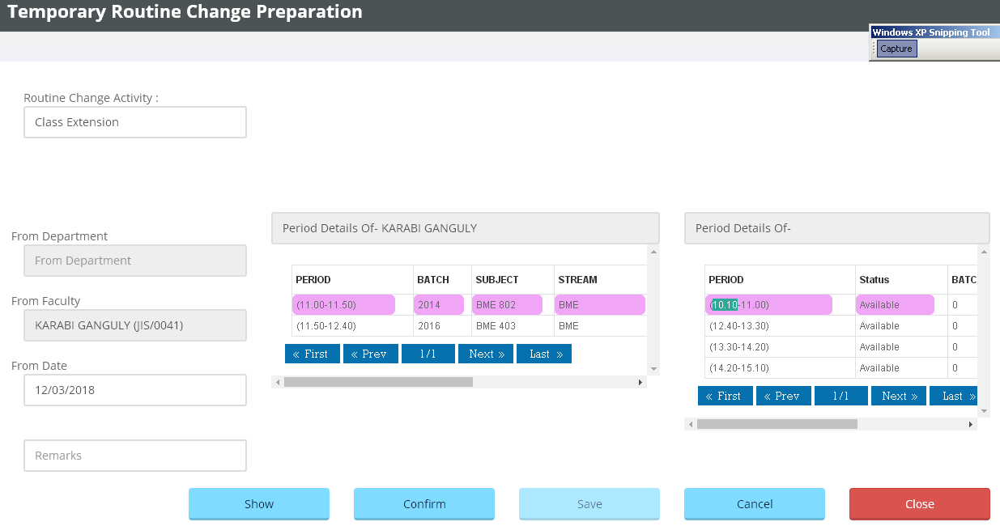 Temporary Routine Change Preparation
Windows XP Snipping Tool
Capture
Routine Change Activity :
Class Extension
From Department
From Department
From Faculty
KARABI GANGULY (JIS/0041)
From Date
12/03/2018
Remarks
Period Details Of- KARABI GANGULY
PERIOD BATCH SUBJECT STREAM
(11.00-11.50) 2014 BME 802 BME
(11.50-12.40) 2016 BME 403 BME
« First « Prev 1/1 Next » Last »
Period Details Of-
PERIOD Status BATC
(10.10-11.00) Available 0
(12.40-13.30) Available 0
(13.30-14.20) Available 0
(14.20-15.10) Available 0
« First « Prev 1/1 Next » Last »
Show Confirm Save Cancel Close